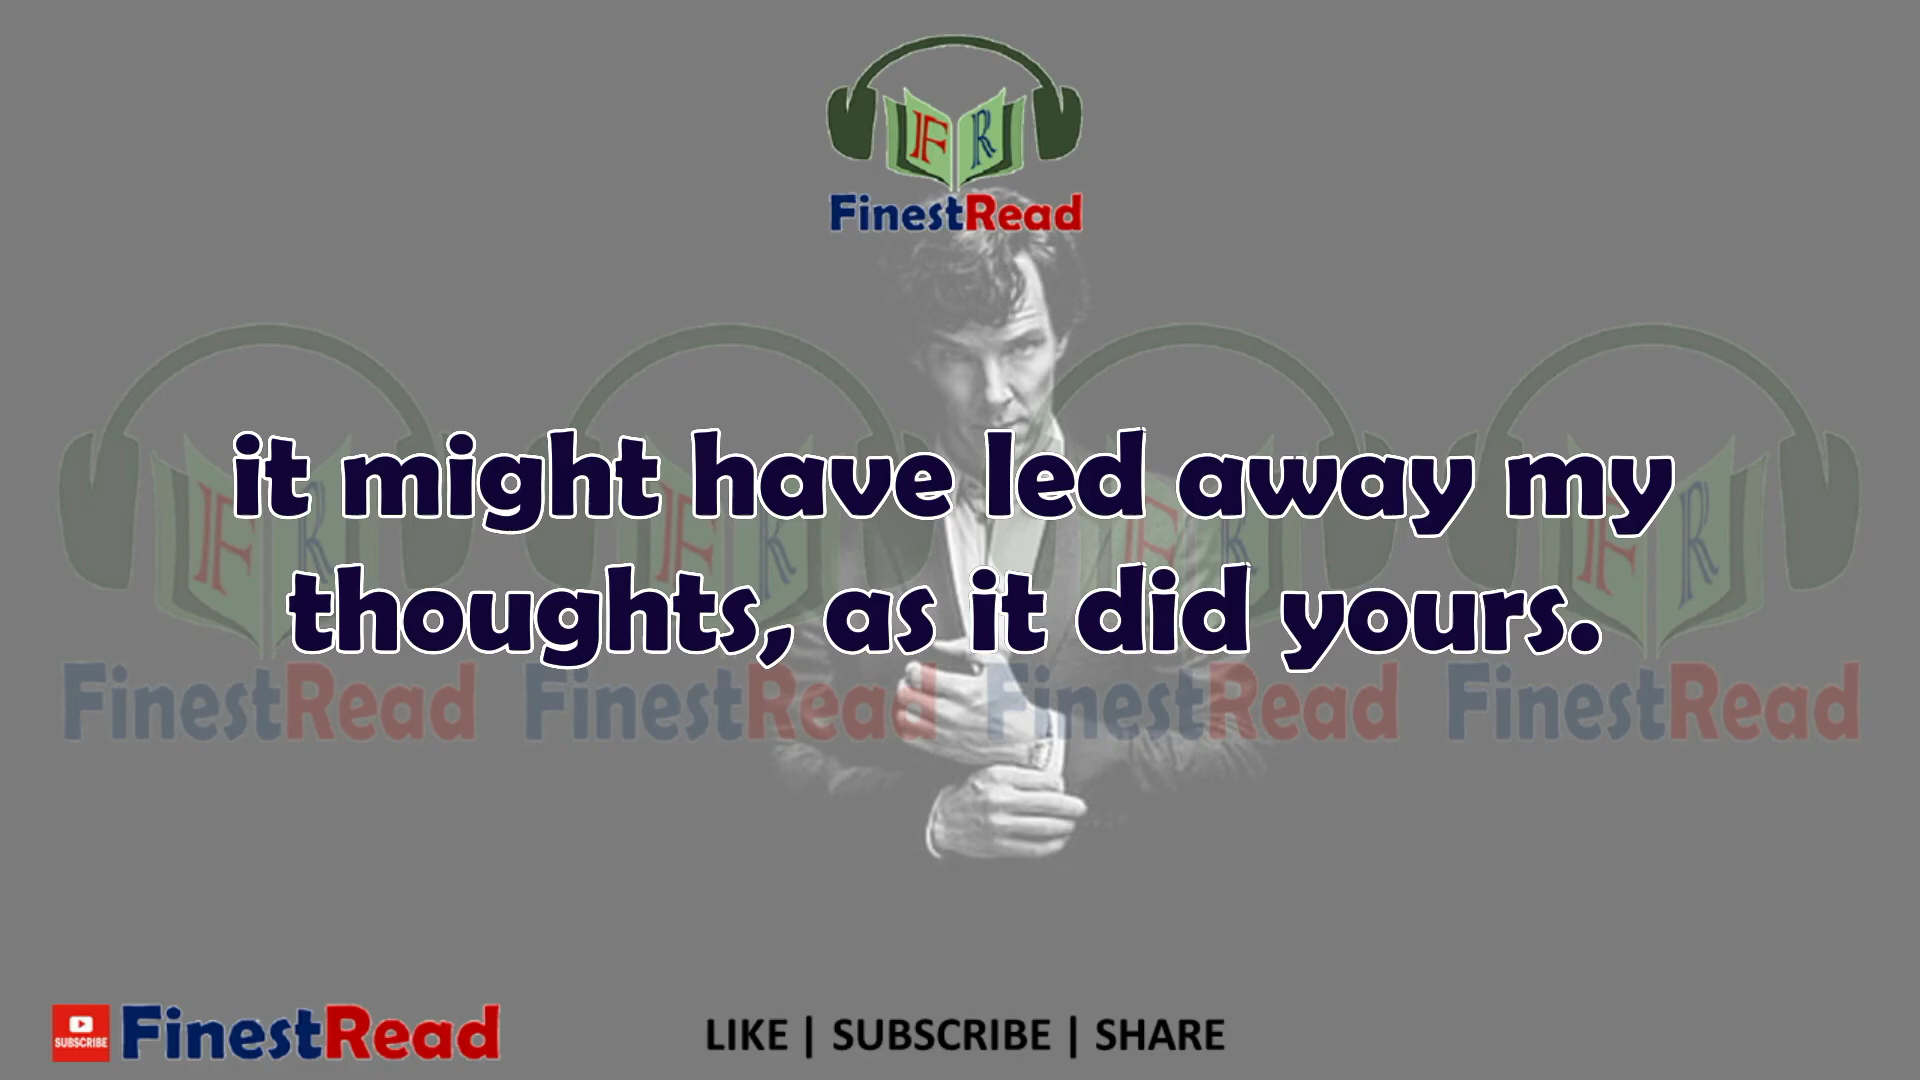 F R
FinestRead
it might have led away my
thoughts, as it did yours.
F R F R F R F R
FinestRead FinestRead FinestRead FinestRead
SUBSCRIBE FinestRead
LIKE | SUBSCRIBE | SHARE